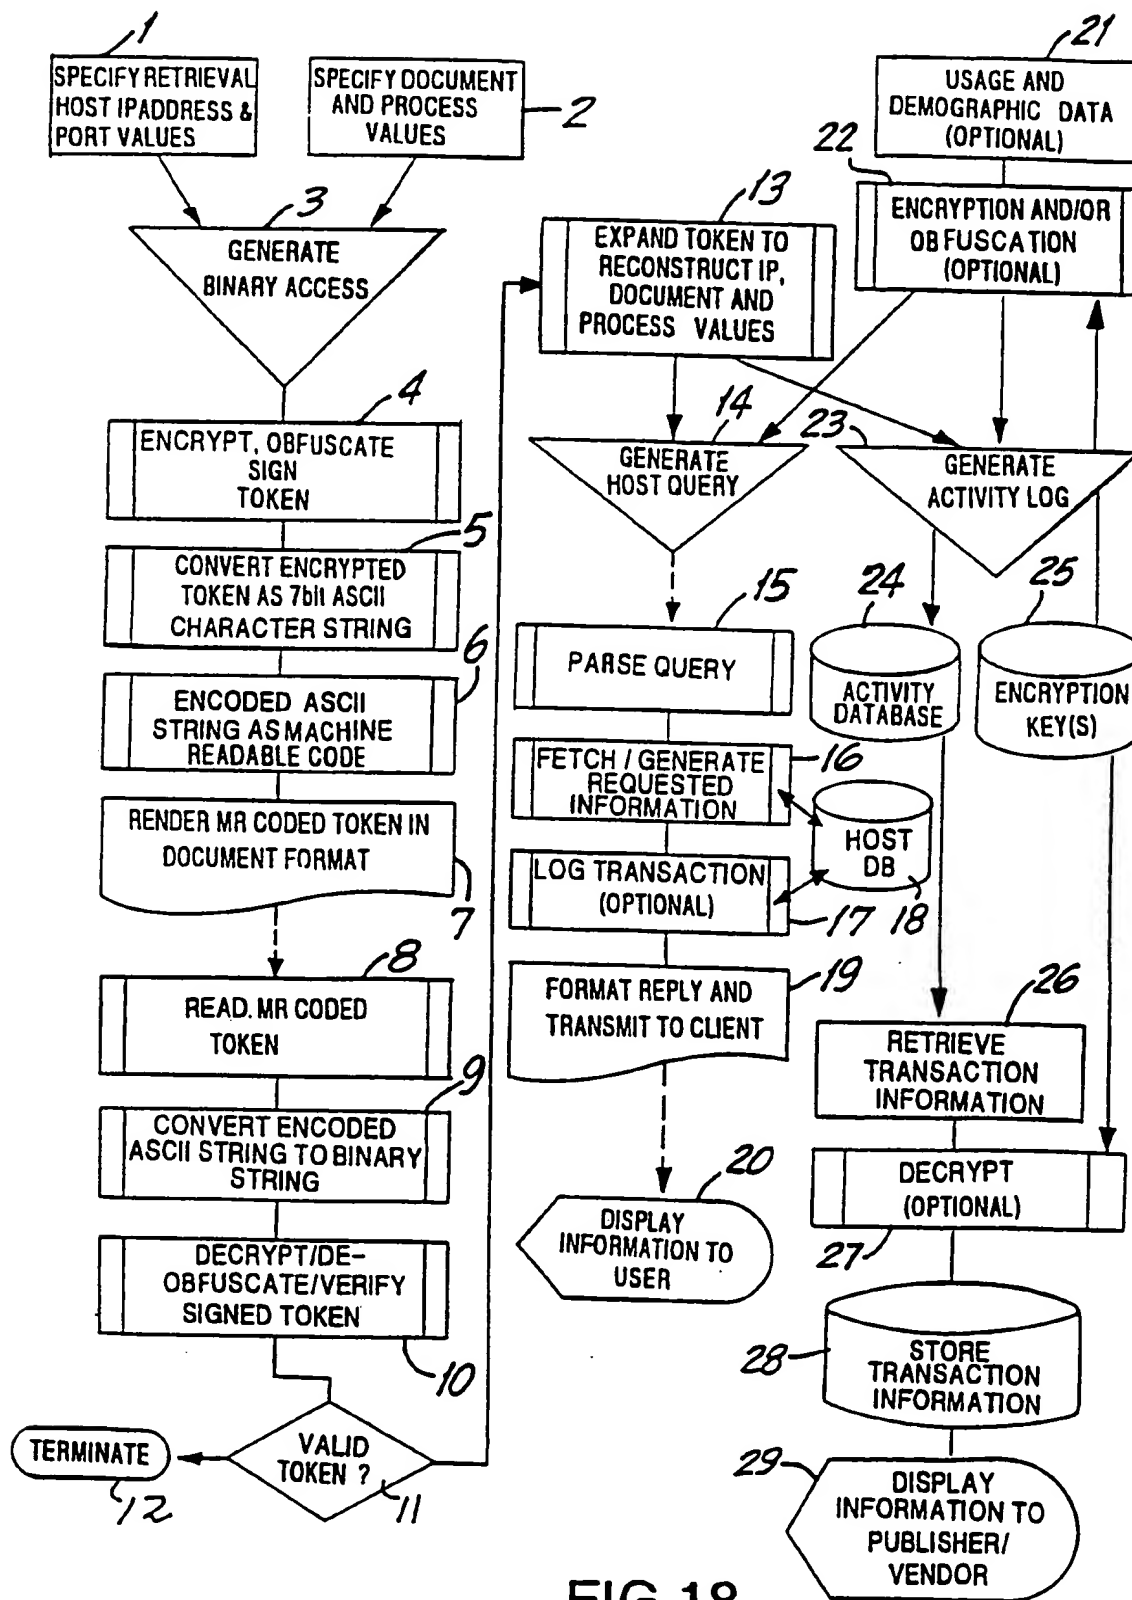 1
SPECIFY RETRIEVAL
HOST IPADDRESS &
PORT VALUES
SPECIFY DOCUMENT
AND PROCESS
VALUES
2
3
GENERATE
BINARY ACCESS
4
ENCRYPT, OBFUSCATE
SIGN
TOKEN
5
CONVERT ENCRYPTED
TOKEN AS 7bit ASCII
CHARACTER STRING
6
ENCODED ASCII
STRING AS MACHINE
READABLE CODE
RENDER MR CODED TOKEN IN
DOCUMENT FORMAT
7
8
READ. MR CODED
TOKEN
9
CONVERT ENCODED
ASCII STRING TO BINARY
STRING
DECRYPT/DE-
OBFUSCATE/VERIFY
SIGNED TOKEN
10
VALID
TOKEN ?
11
TERMINATE
12
13
EXPAND TOKEN TO
RECONSTRUCT IP,
DOCUMENT AND
PROCESS VALUES
14
GENERATE
HOST QUERY
15
PARSE QUERY
FETCH / GENERATE
REQUESTED
INFORMATION
16
LOG TRANSACTION
(OPTIONAL)
17
HOST
DB
18
FORMAT REPLY AND
TRANSMIT TO CLIENT
19
20
DISPLAY
INFORMATION TO
USER
21
USAGE AND
DEMOGRAPHIC DATA
(OPTIONAL)
22
ENCRYPTION AND/OR
OBFUSCATION
(OPTIONAL)
23
GENERATE
ACTIVITY LOG
24
ACTIVITY
DATABASE
25
ENCRYPTION
KEY(S)
26
RETRIEVE
TRANSACTION
INFORMATION
DECRYPT
(OPTIONAL)
27
28
STORE
TRANSACTION
INFORMATION
29
DISPLAY
INFORMATION TO
PUBLISHER/
VENDOR
FIG.18